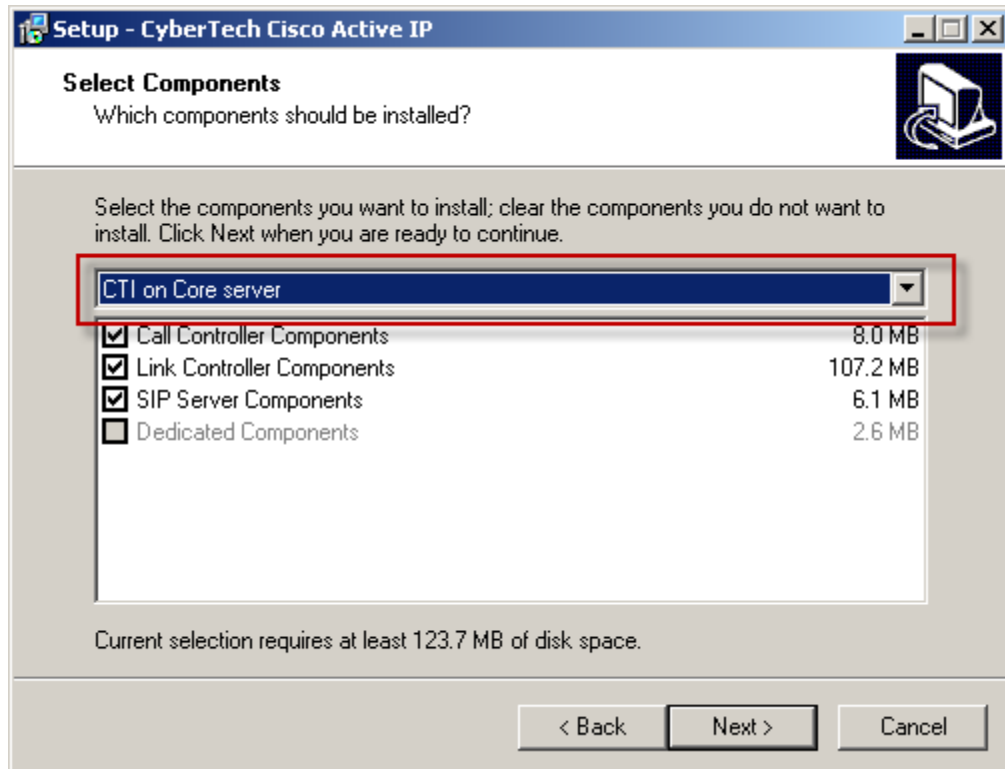 Setup - CyberTech Cisco Active IP
Select Components
Which components should be installed?
Select the components you want to install; clear the components you do not want to
install. Click Next when you are ready to continue.
CTI on Core server
Call Controller Components 8.0 MB
Link Controller Components 107.2 MB
SIP Server Components 6.1 MB
Dedicated Components 2.6 MB
Current selection requires at least 123.7 MB of disk space.
< Back Next > Cancel